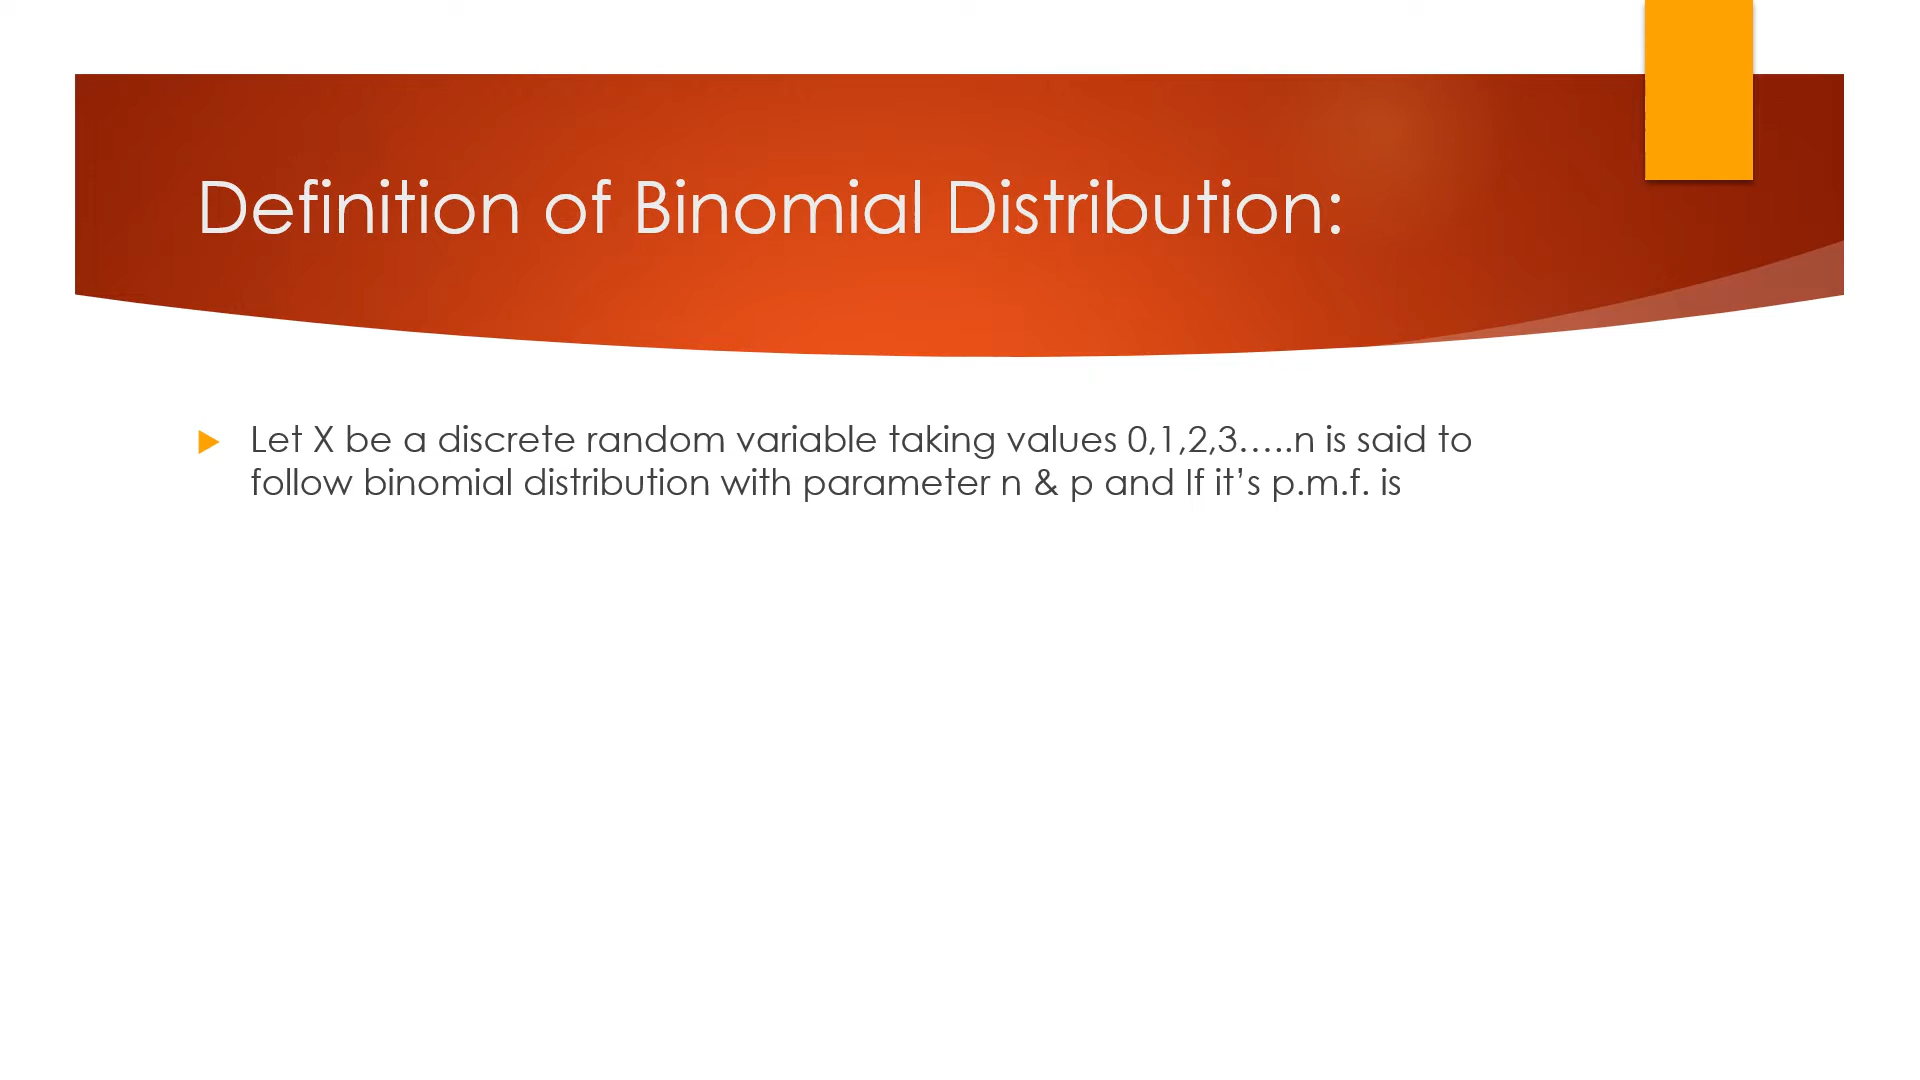 Definition of Binomial Distribution:
Let X be a discrete random variable taking values 0,1,2,3…..n is said to
follow binomial distribution with parameter n & p and If it’s p.m.f. is